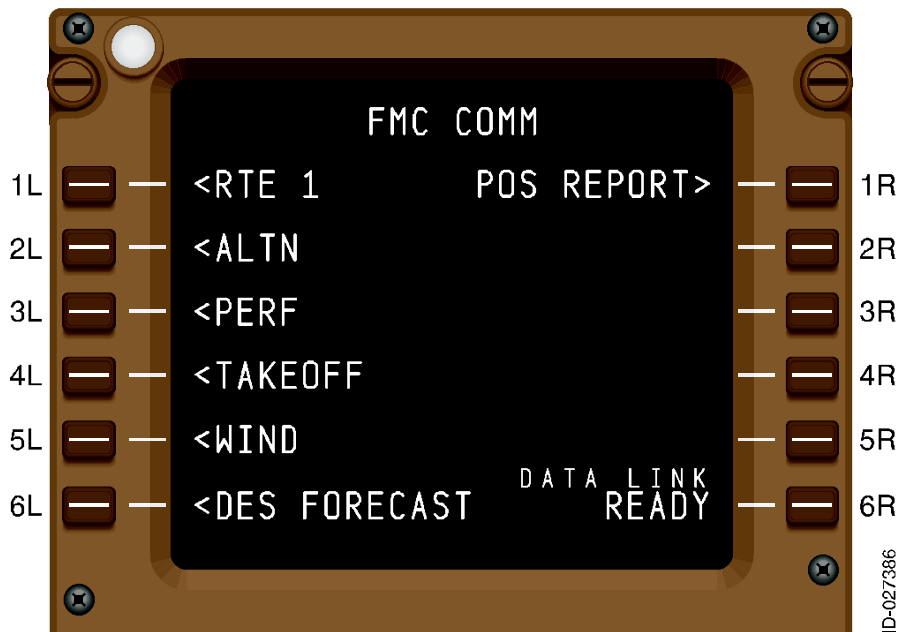 FMC COMM
1L <RTE 1 POS REPORT> 1R
2L <ALTN 2R
3L <PERF 3R
4L <TAKEOFF 4R
5L <WIND 5R
DATA LINK
6L <DES FORECAST READY 6R
ID-027386